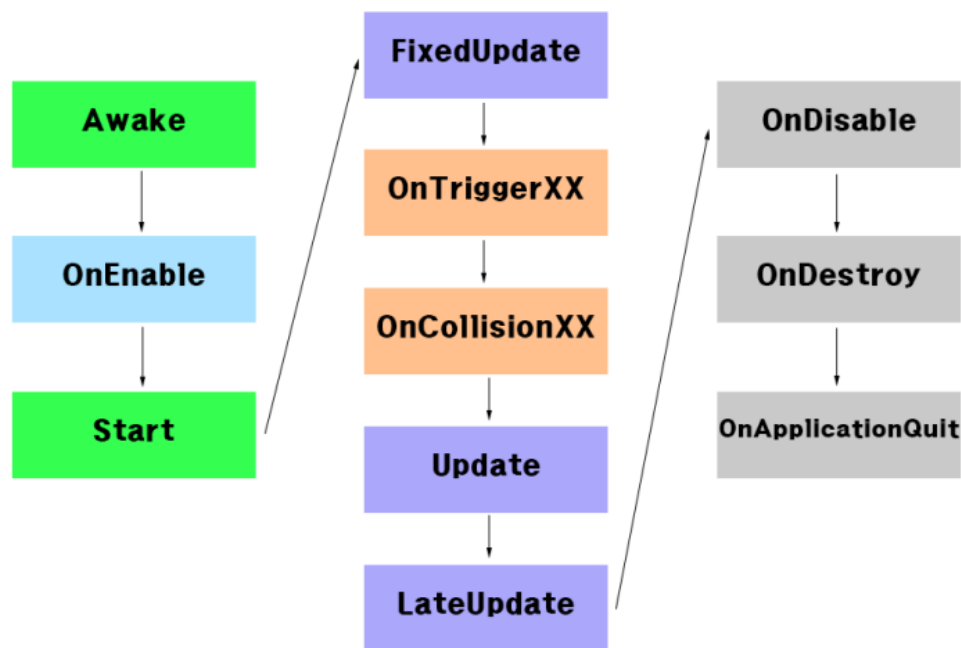 Awake
OnEnable
Start
FixedUpdate
OnTriggerXX
OnCollisionXX
Update
LateUpdate
OnDisable
OnDestroy
OnApplicationQuit